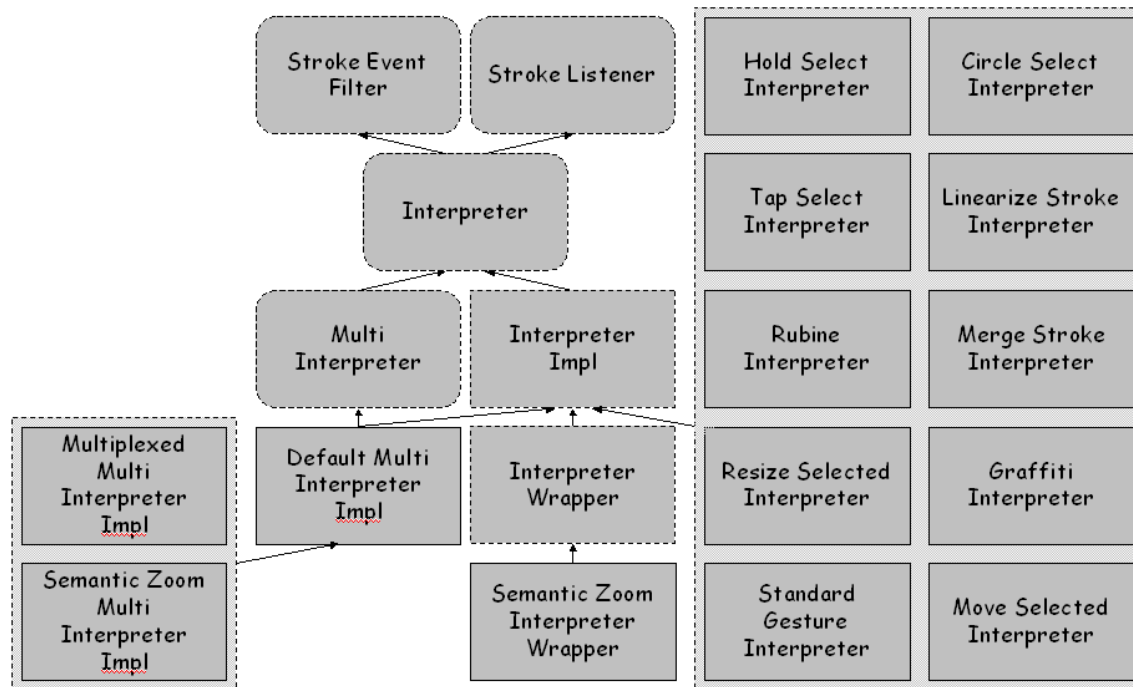 Stroke Event
Filter
Stroke Listener
Hold Select
Interpreter
Circle Select
Interpreter
Interpreter
Tap Select
Interpreter
Linearize Stroke
Interpreter
Multi
Interpreter
Interpreter
Impl
Rubine
Interpreter
Merge Stroke
Interpreter
Multiplexed
Multi
Interpreter
Impl
Default Multi
Interpreter
Impl
Interpreter
Wrapper
Resize Selected
Interpreter
Graffiti
Interpreter
Semantic Zoom
Multi
Interpreter
Impl
Semantic Zoom
Interpreter
Wrapper
Standard
Gesture
Interpreter
Move Selected
Interpreter